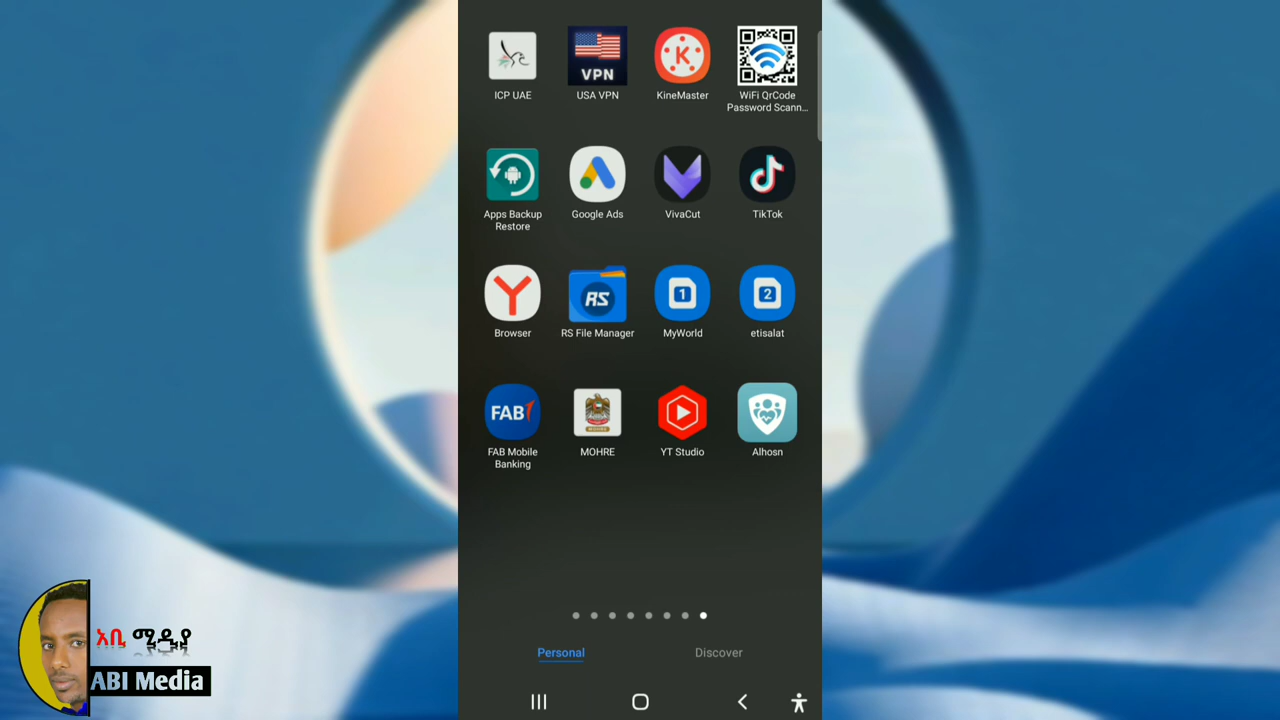 VPN
ICP UAE
USA VPN
KineMaster
WiFi QrCode
Password Scann...
Apps Backup
Restore
Google Ads
VivaCut
TikTok
RS
1
2
Browser
RS File Manager
MyWorld
etisalat
FAB
MOHRE
FAB Mobile
Banking
MOHRE
YT Studio
Alhosn
Personal
Discover
አቢ ሚዲያ
ABI Media